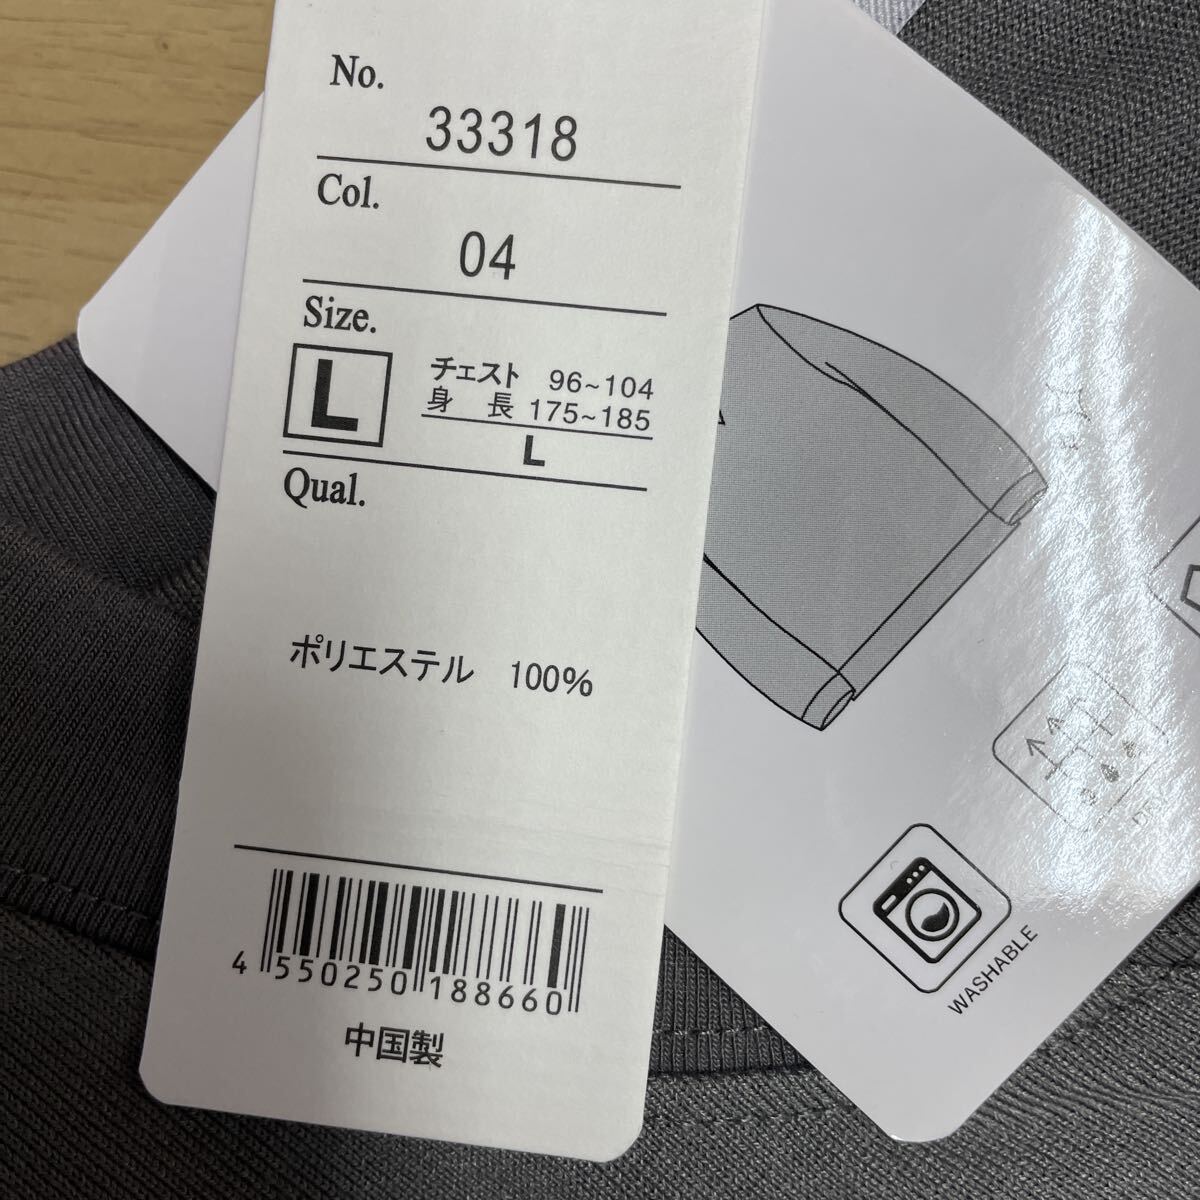 No.
33318
Col.
04
Size.
L
チェスト 96~104
身 長 175~185
L
Qual.
ポリエステル 100%
4 550250 188660
中国製
WASHABLE